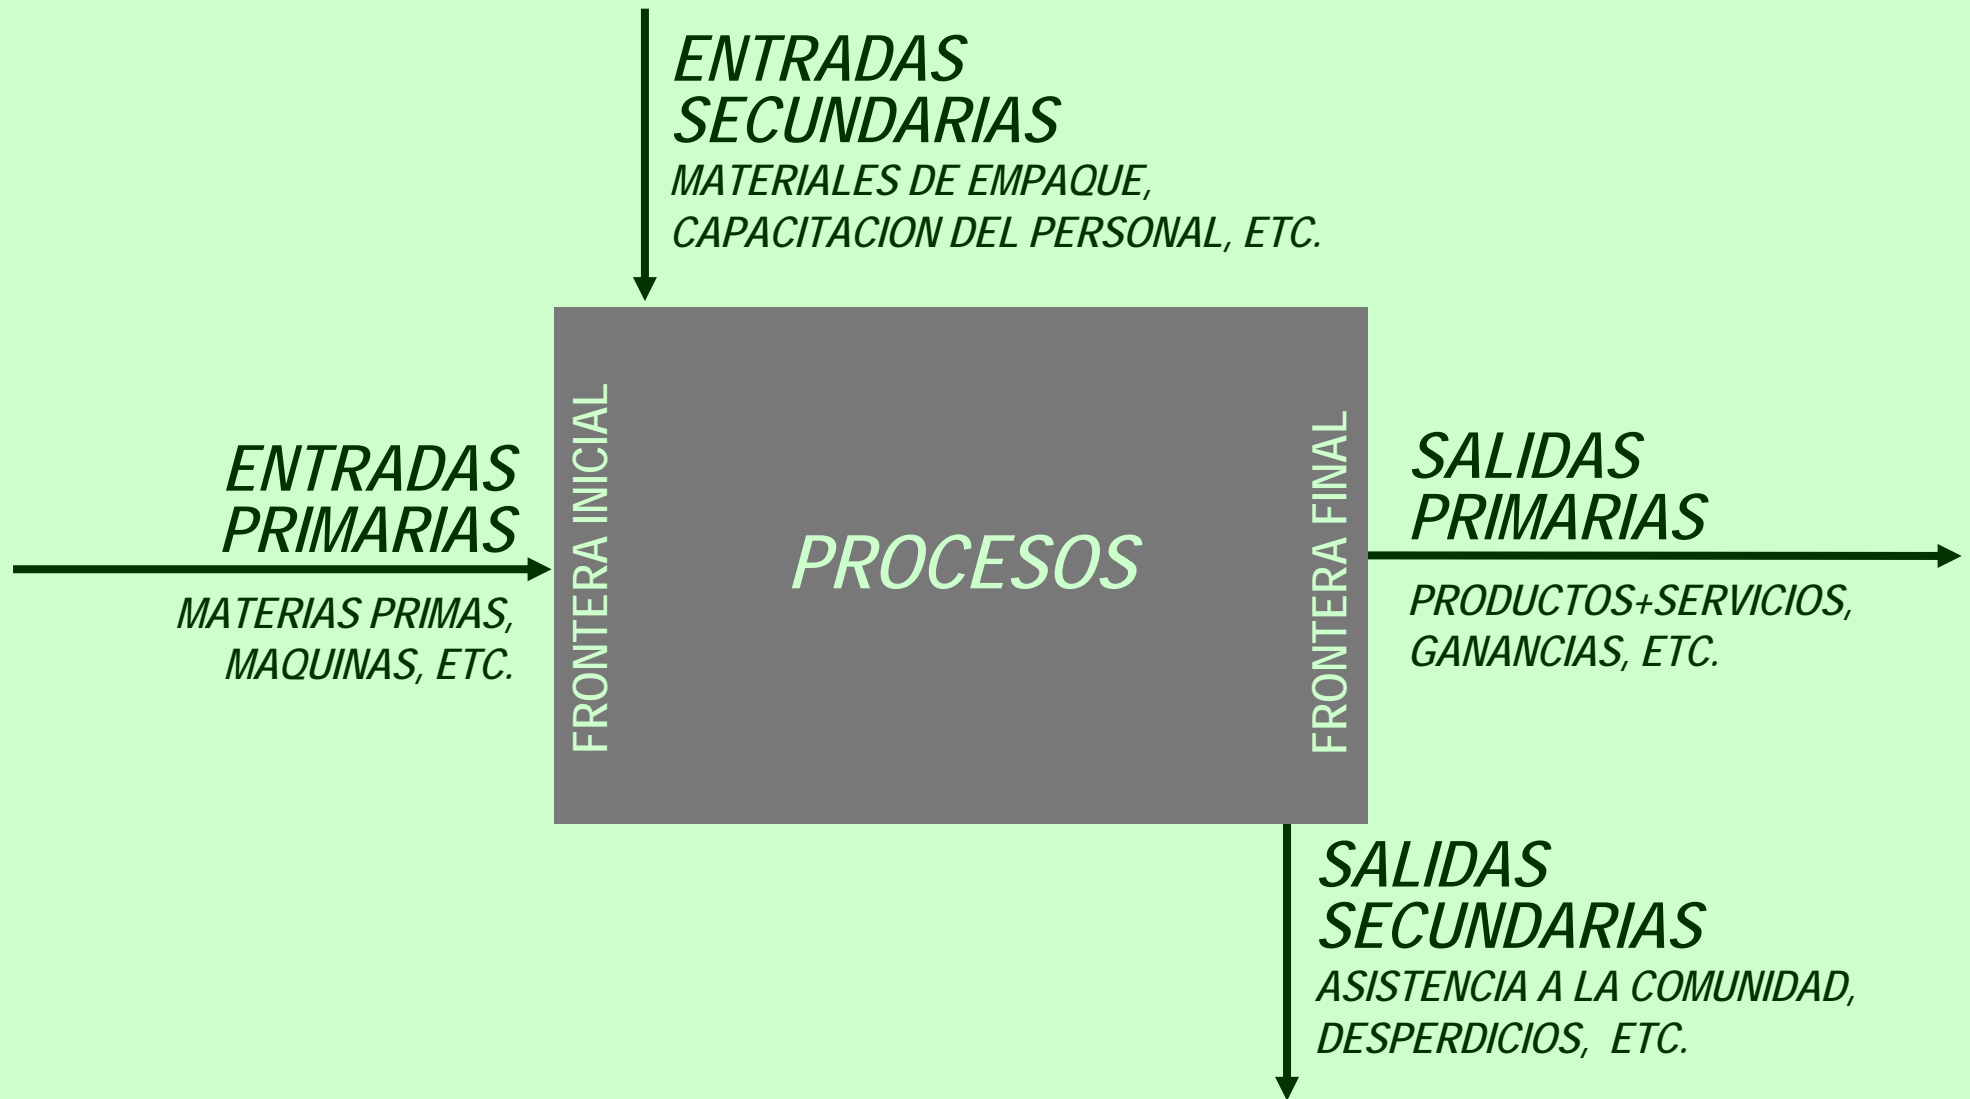 ENTRADAS
SECUNDARIAS
MATERIALES DE EMPAQUE,
CAPACITACION DEL PERSONAL, ETC.
ENTRADAS
PRIMARIAS
MATERIAS PRIMAS,
MAQUINAS, ETC.
FRONTERA INICIAL
PROCESOS
FRONTERA FINAL
SALIDAS
PRIMARIAS
PRODUCTOS+SERVICIOS,
GANANCIAS, ETC.
SALIDAS
SECUNDARIAS
ASISTENCIA A LA COMUNIDAD,
DESPERDICIOS, ETC.